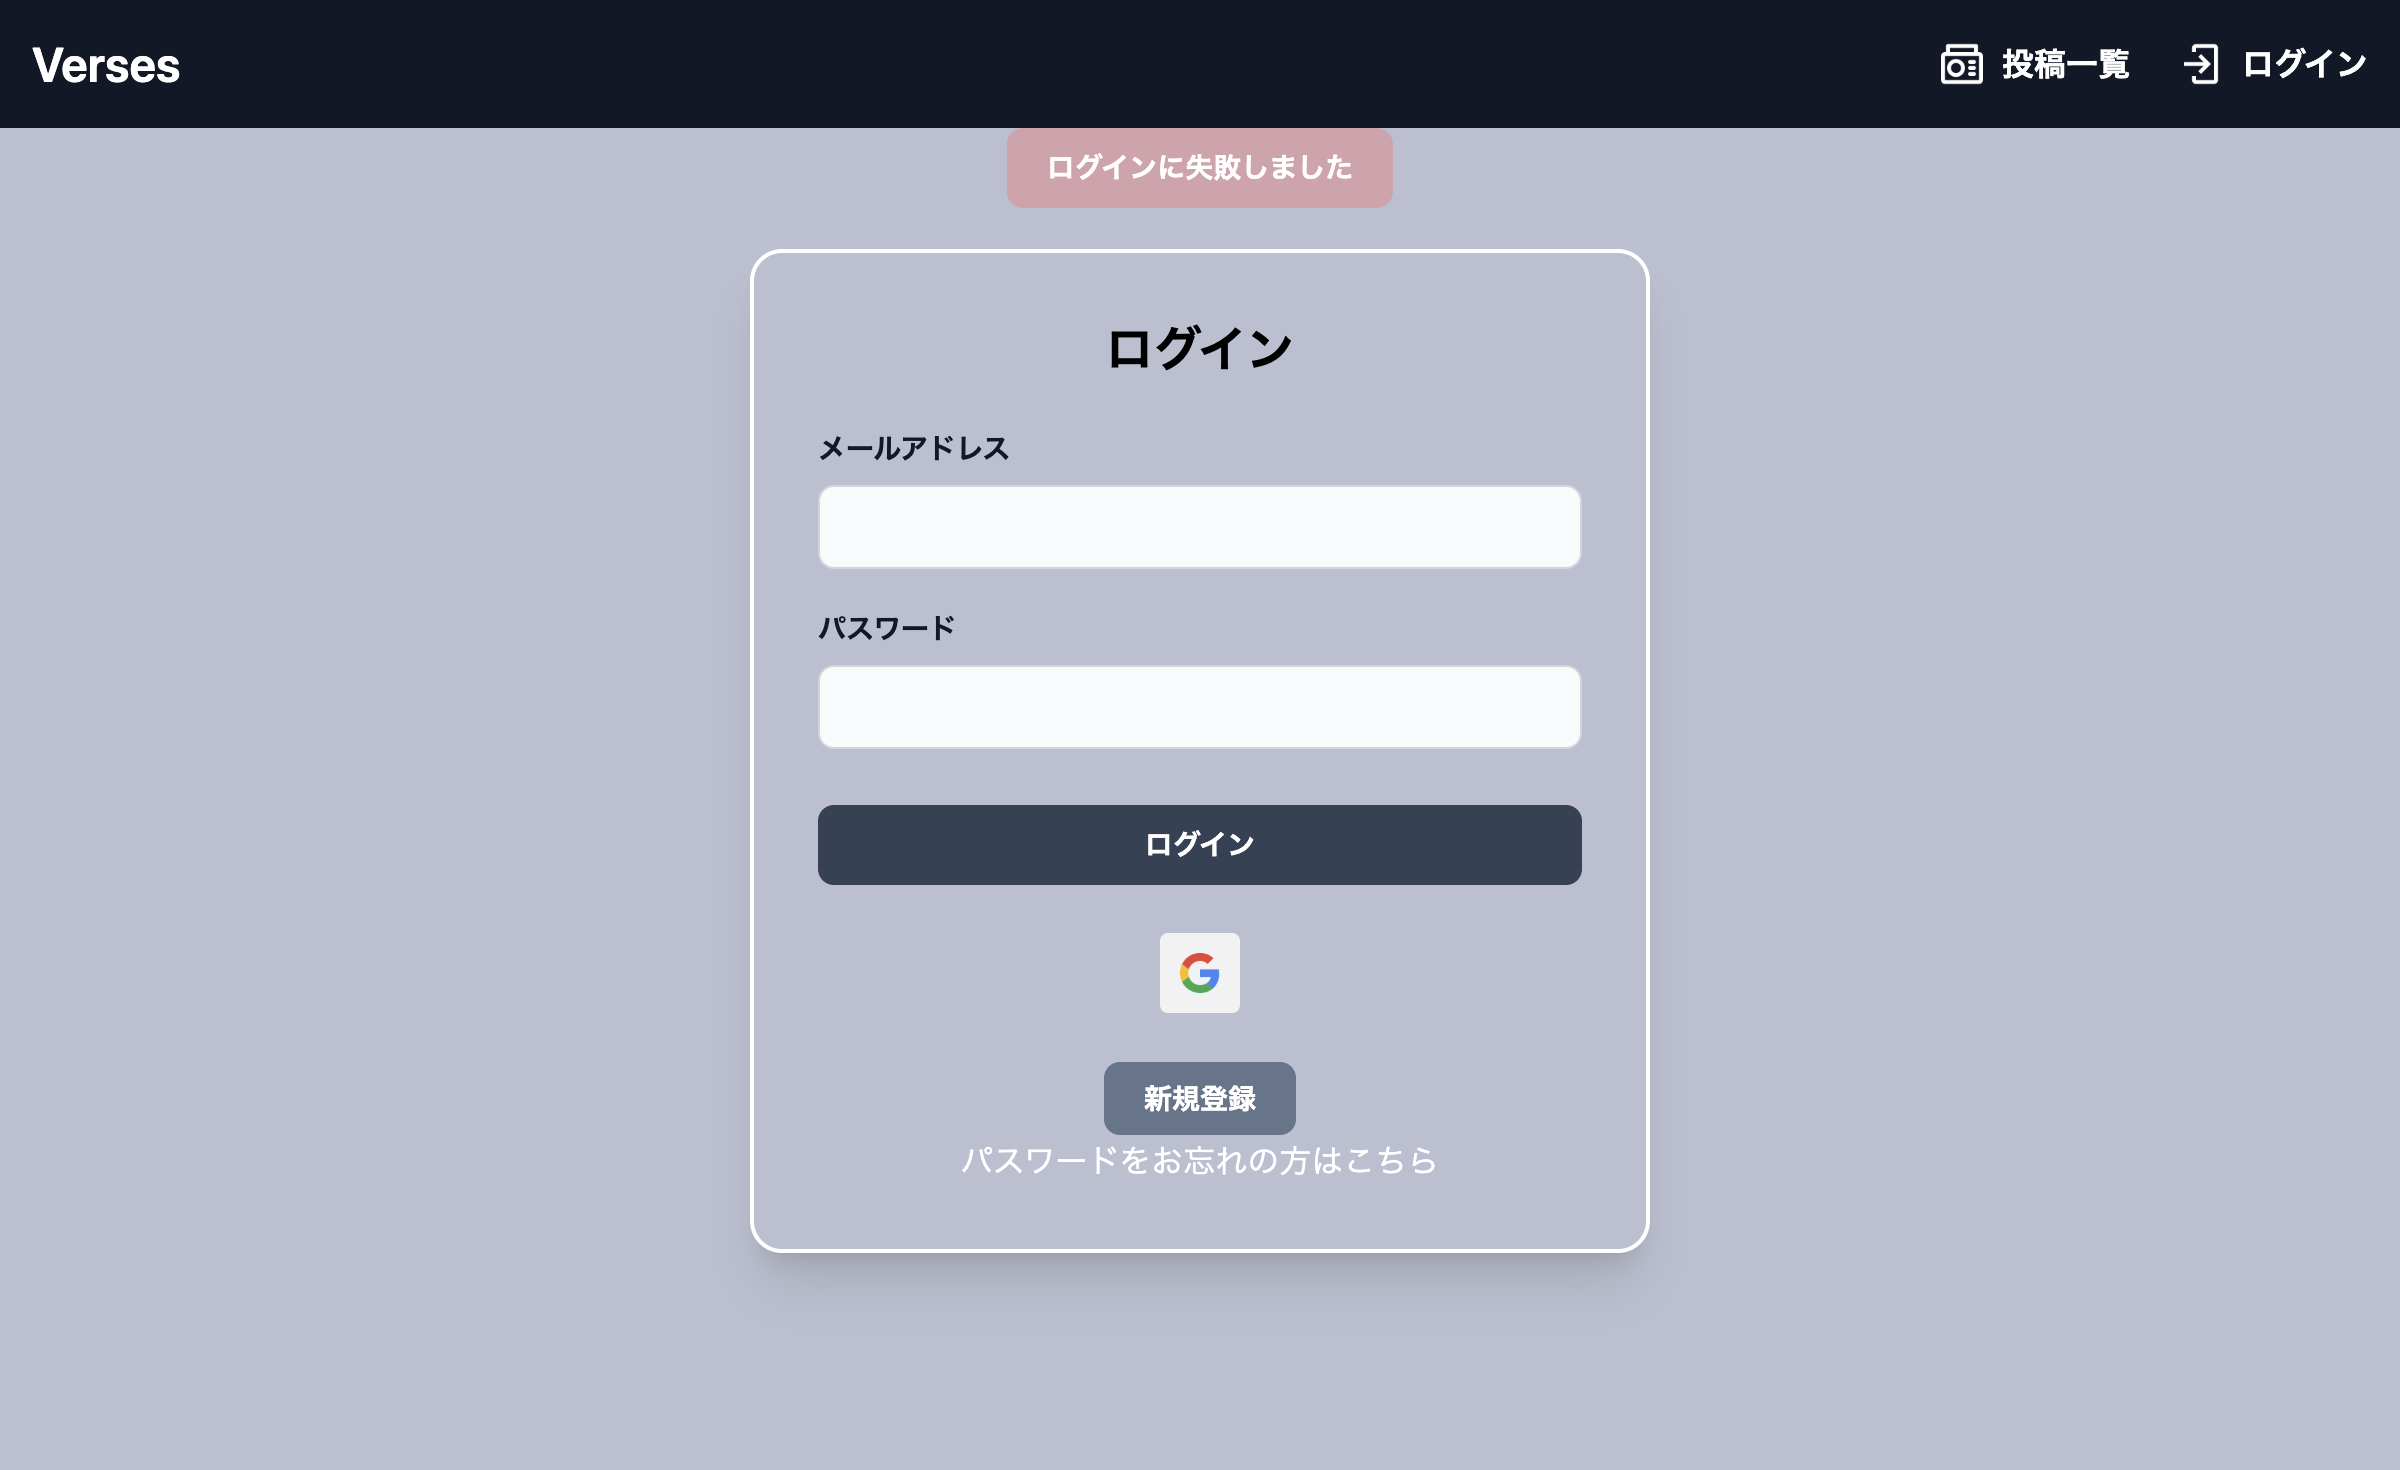 Verses
投稿一覧
ログイン
ログインに失敗しました
ログイン
メールアドレス
パスワード
ログイン
新規登録
パスワードをお忘れの方はこちら